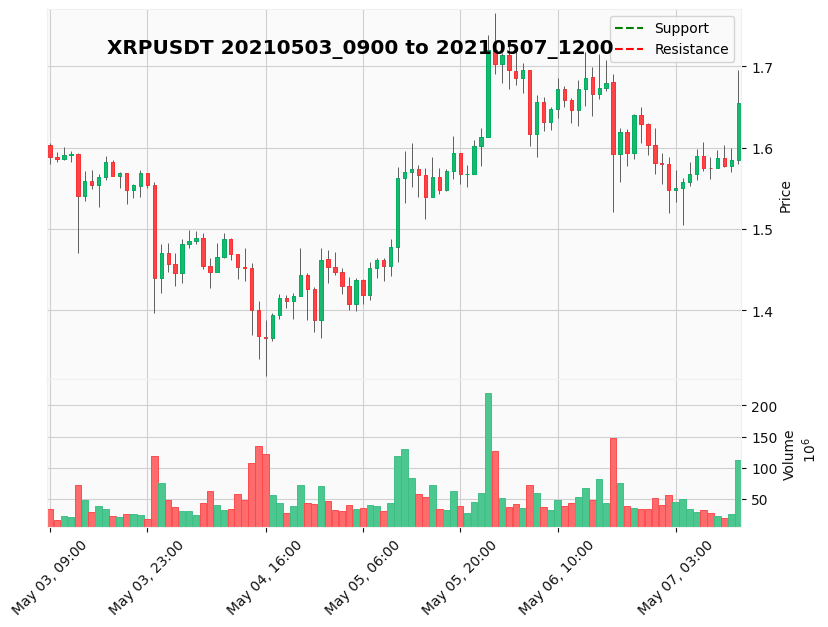 XRPUSDT 20210503_0900 to 20210507_1200
Support
Resistance
1.7
1.6
1.5
1.4
Price
200
150
100
50
Volume
10^6
May 03, 09:00
May 03, 23:00
May 04, 16:00
May 05, 06:00
May 05, 20:00
May 06, 10:00
May 07, 03:00